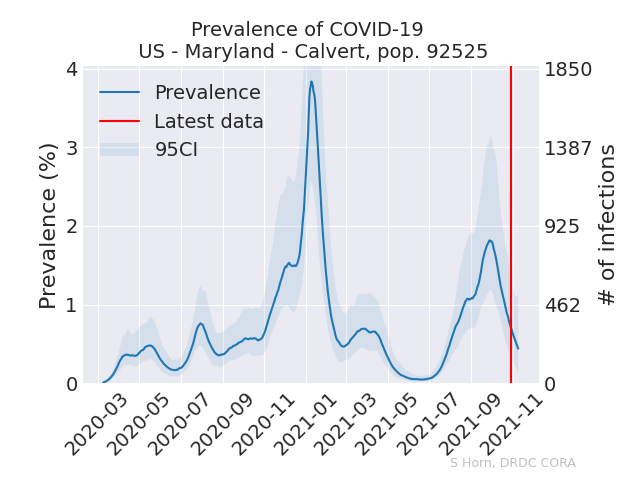 Prevalence of COVID-19
US - Maryland - Calvert, pop. 92525
Prevalence (%)
4
3
2
1
0
Prevalence
Latest data
95CI
1850
1387
925
462
0
# of infections
2020-03
2020-05
2020-07
2020-09
2020-11
2021-01
2021-03
2021-05
2021-07
2021-09
2021-11
S Horn, DRDC CORA